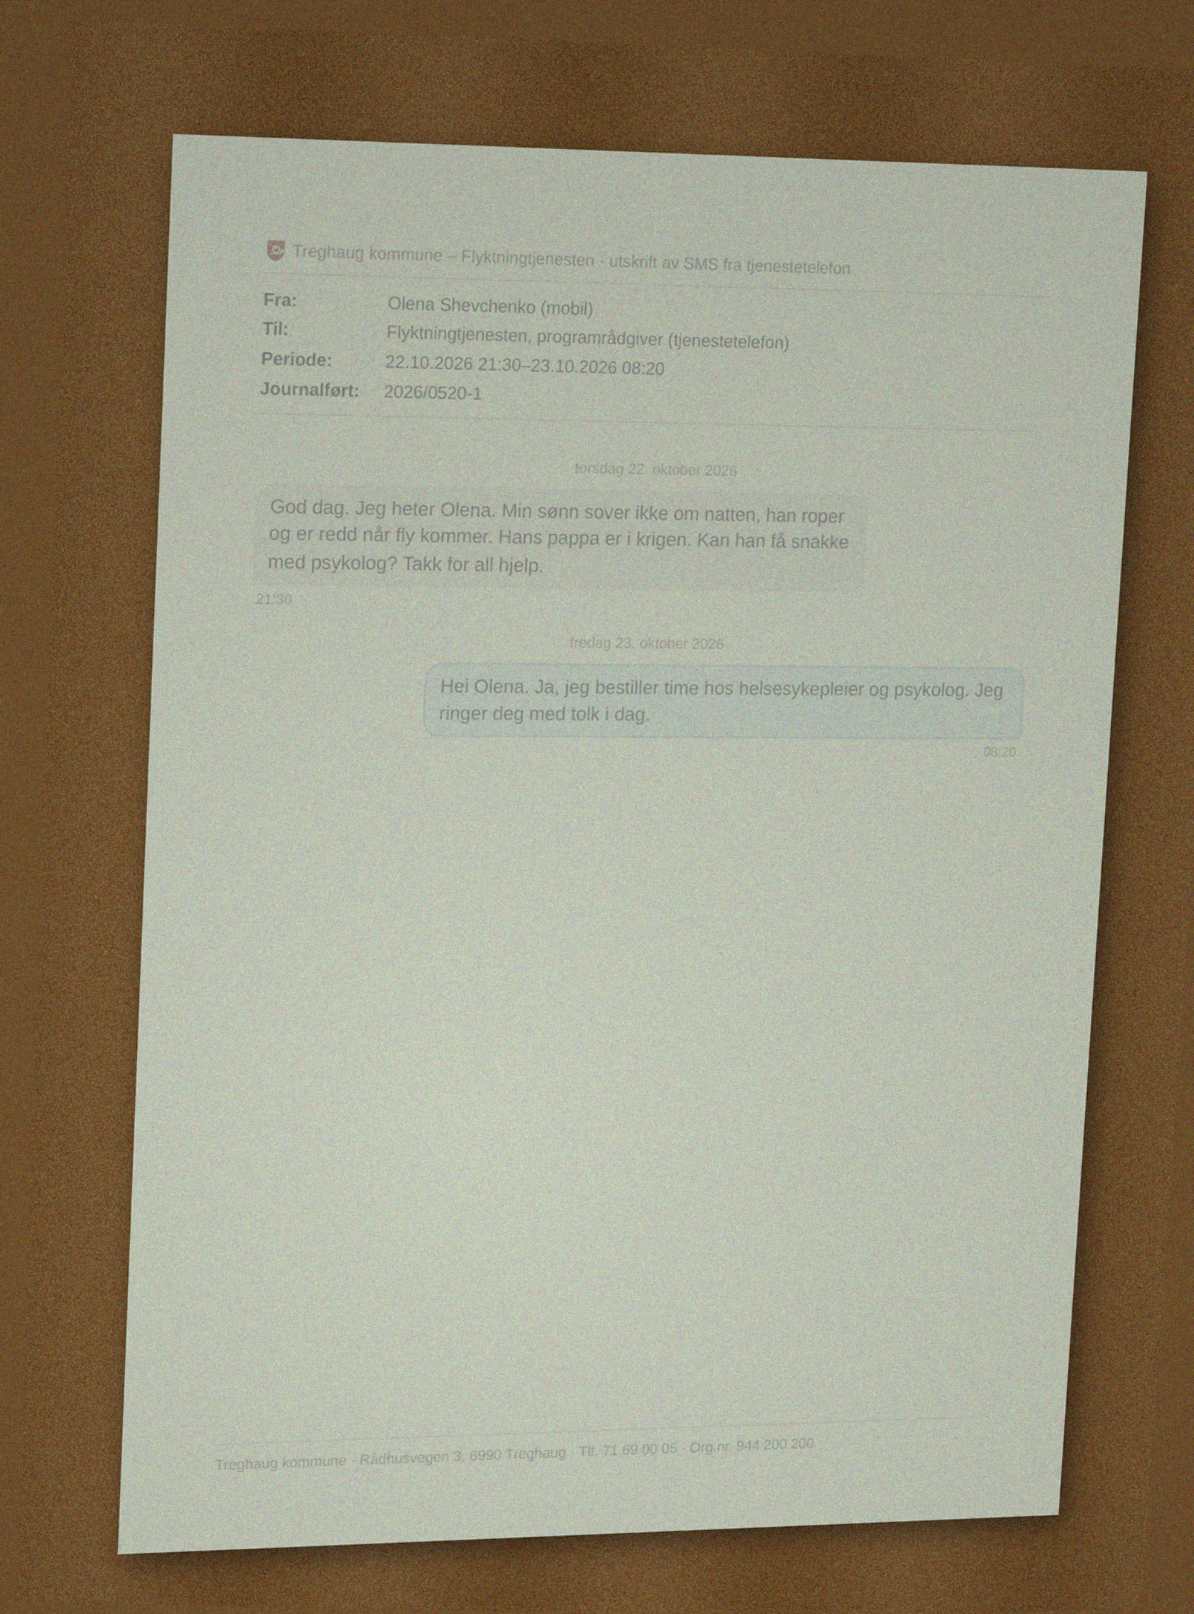 Treghaug kommune – Flyktningtjenesten - utskrift av SMS fra tjenestetelefon
Fra: Olena Shevchenko (mobil)
Til: Flyktningtjenesten, programrådgiver (tjenestetelefon)
Periode: 22.10.2026 21:30–23.10.2026 08:20
Journalført: 2026/0520-1
torsdag 22. oktober 2026
God dag. Jeg heter Olena. Min sønn sover ikke om natten, han roper
og er redd når fly kommer. Hans pappa er i krigen. Kan han få snakke
med psykolog? Takk for all hjelp.
21:30
fredag 23. oktober 2026
Hei Olena. Ja, jeg bestiller time hos helsesykepleier og psykolog. Jeg
ringer deg med tolk i dag.
08:20
Treghaug kommune - Rådhusvegen 3, 6990 Treghaug · Tlf. 71 69 00 05 · Org.nr. 944 200 200